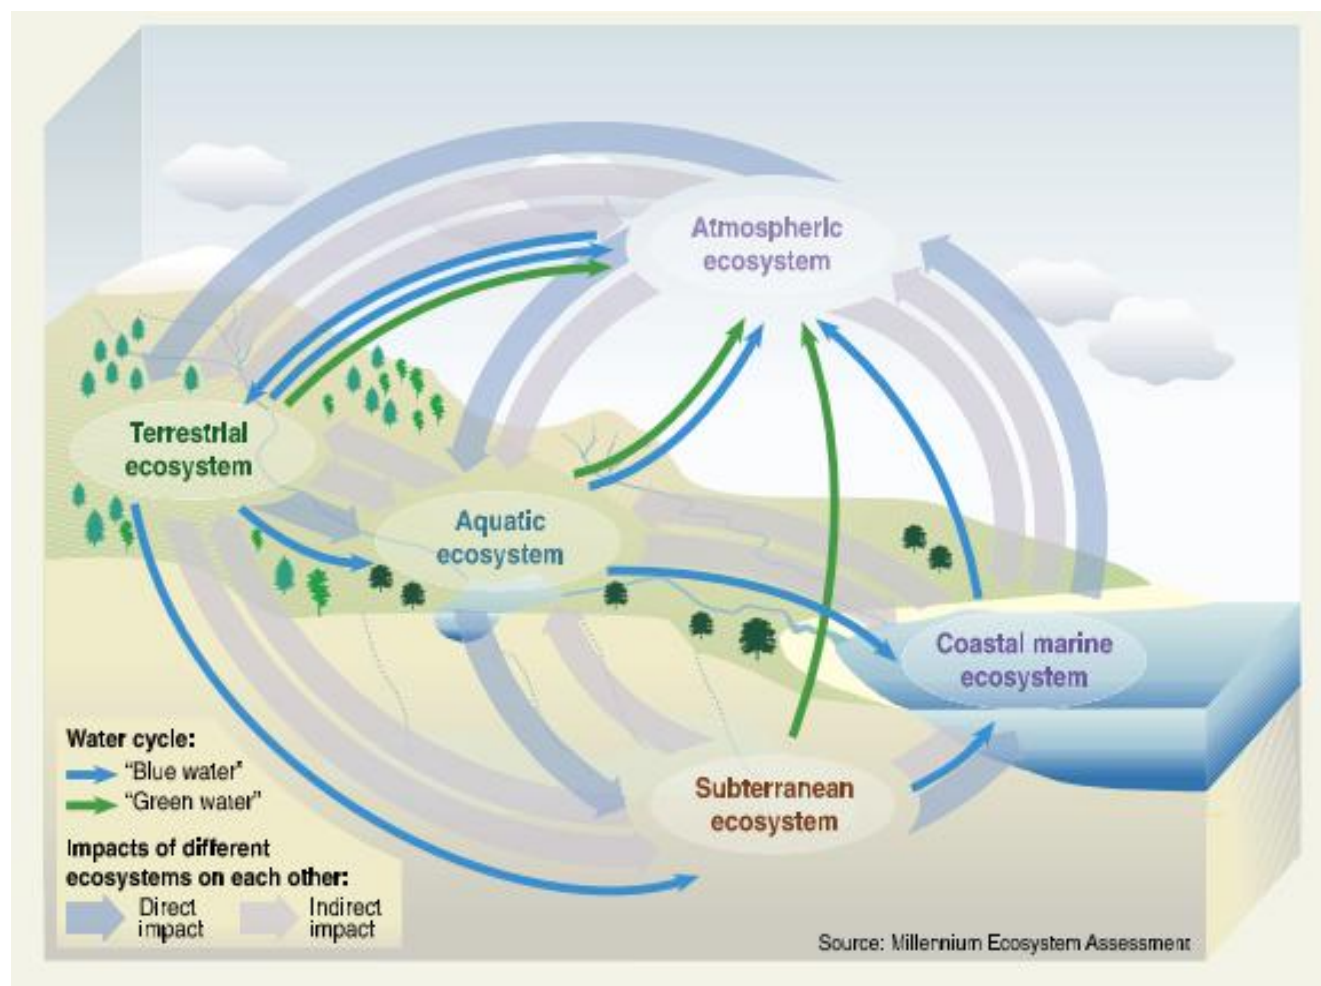 Atmospheric
ecosystem
Terrestrial
ecosystem
Aquatic
ecosystem
Coastal marine
ecosystem
Subterranean
ecosystem
Water cycle:
"Blue water"
"Green water"
Impacts of different
ecosystems on each other:
Direct
impact
Indirect
impact
Source: Millennium Ecosystem Assessment